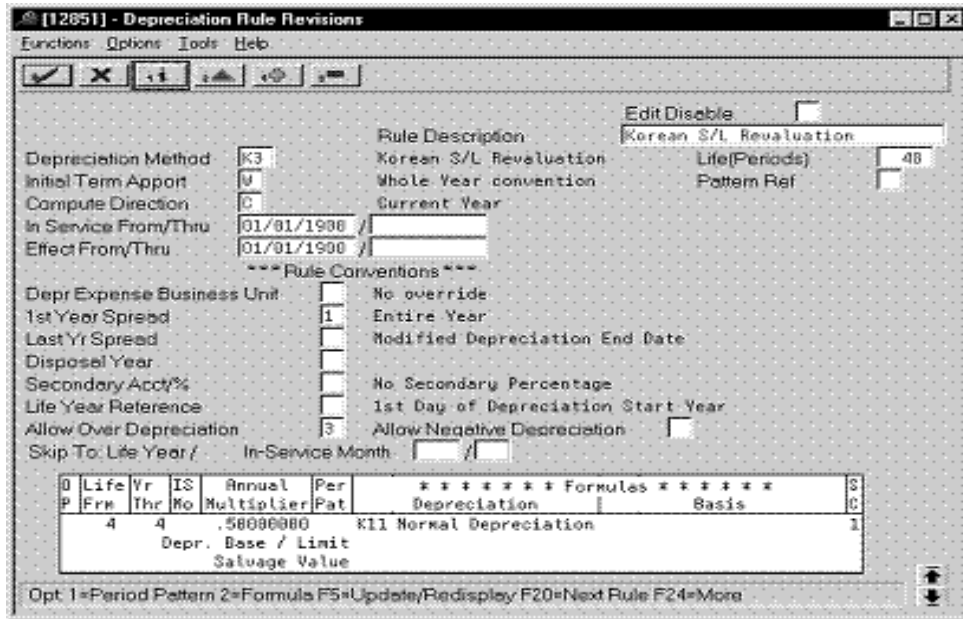 [12851] - Depreciation Rule Revisions
Functions Options Tools Help
Edit Disable
Rule Description Korean S/L Revaluation
Depreciation Method K3 Korean S/L Revaluation Life(Periods) 48
Initial Term Apport W Whole Year convention Pattern Ref
Compute Direction C Current Year
In Service From/Thru 01/01/1900 /
Effect From/Thru 01/01/1900 /
*** Rule Conventions ***
Depr Expense Business Unit No override
1st Year Spread 1 Entire Year
Last Yr Spread Modified Depreciation End Date
Disposal Year
Secondary Acct/% No Secondary Percentage
Life Year Reference 1st Day of Depreciation Start Year
Allow Over Depreciation 3 Allow Negative Depreciation
Skip To: Life Year / In-Service Month /
O Life Yr IS Annual Per * * * * * * * Formulas * * * * * * S
P Frm Thr Mo Multiplier Pat Depreciation | Basis C
4 4 .50000000 K11 Normal Depreciation 1
Depr. Base / Limit
Salvage Value
Opt: 1=Period Pattern 2=Formula F5=Update/Redisplay F20=Next Rule F24=More